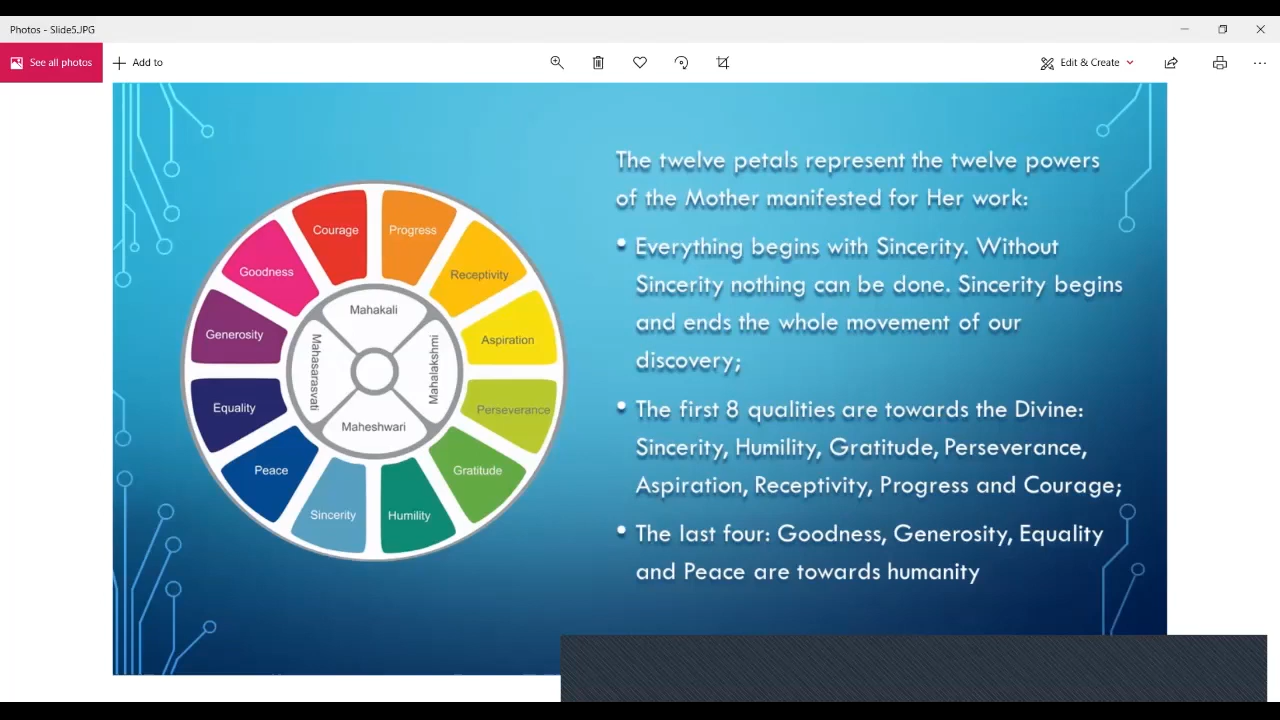 Photos - Slide5.JPG
See all photos
Add to
Edit & Create
Courage
Progress
Receptivity
Aspiration
Perseverance
Gratitude
Humility
Sincerity
Peace
Equality
Generosity
Goodness
Mahakali
Mahalakshmi
Maheshwari
Mahasarasvati
The twelve petals represent the twelve powers
of the Mother manifested for Her work:
• Everything begins with Sincerity. Without
Sincerity nothing can be done. Sincerity begins
and ends the whole movement of our
discovery;
• The first 8 qualities are towards the Divine:
Sincerity, Humility, Gratitude, Perseverance,
Aspiration, Receptivity, Progress and Courage;
• The last four: Goodness, Generosity, Equality
and Peace are towards humanity